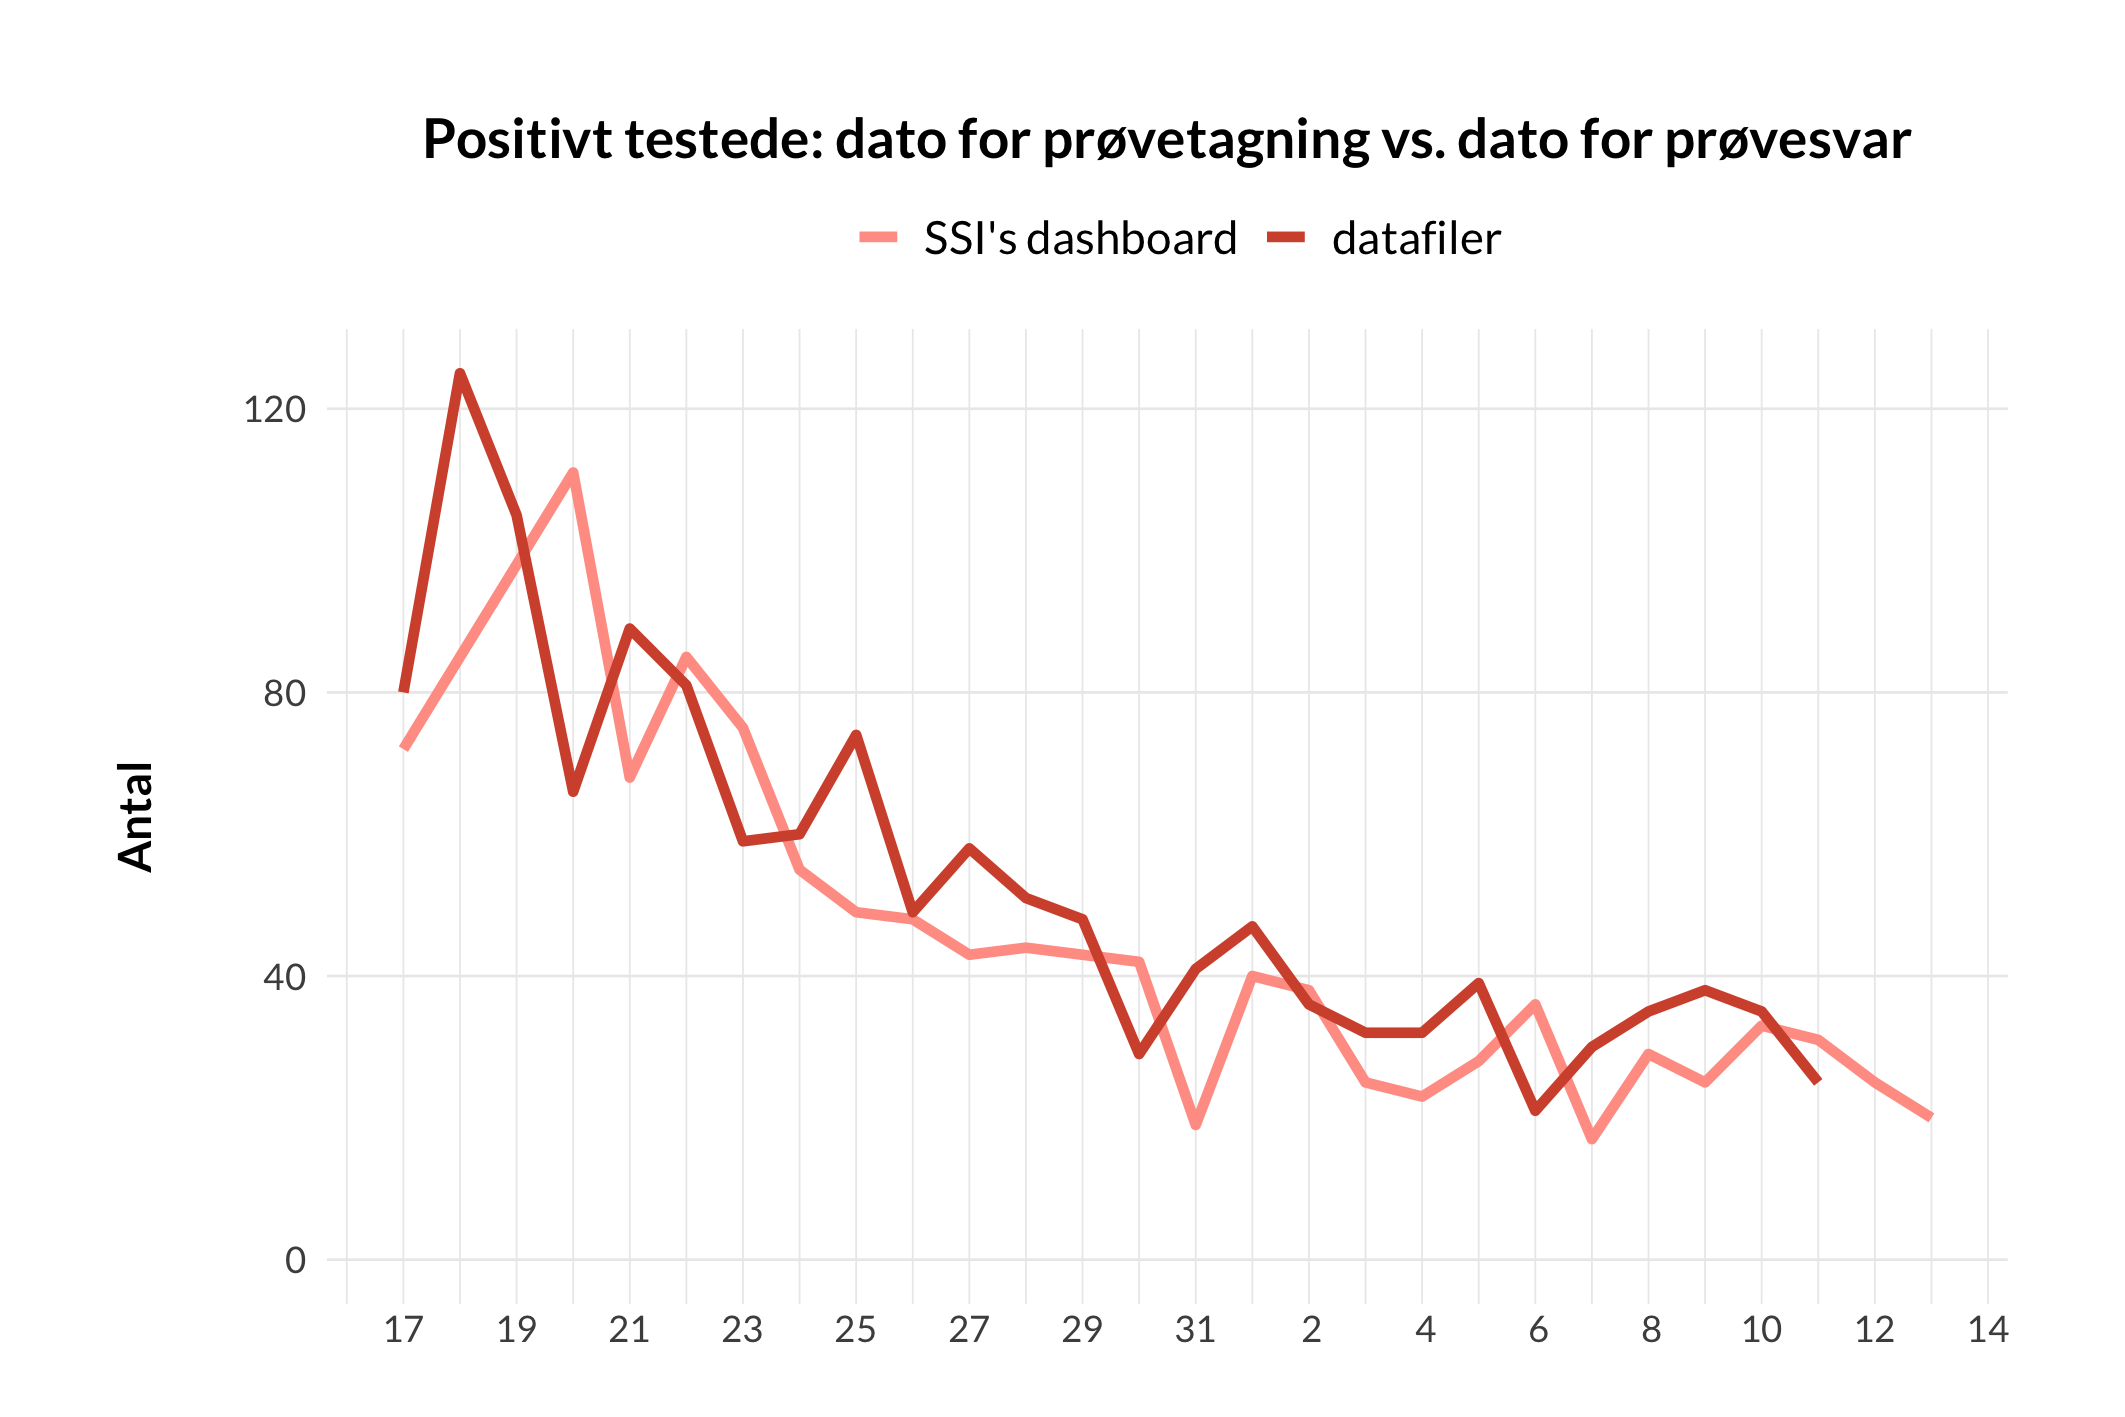 Positivt testede: dato for prøvetagning vs. dato for prøvesvar
SSI's dashboard datafiler
Antal
120
80
40
0
17 19 21 23 25 27 29 31 2 4 6 8 10 12 14